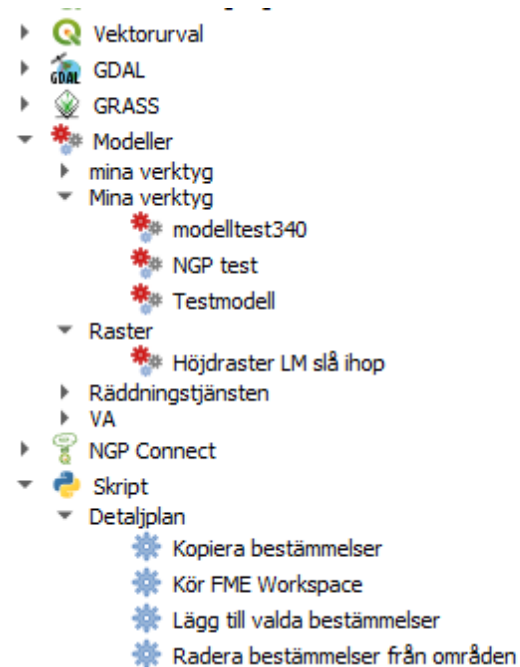 Vektorurval
GDAL
GRASS
Modeller
mina verktyg
Mina verktyg
modelltest340
NGP test
Testmodell
Raster
Höjdraster LM slå ihop
Räddningstjänsten
VA
NGP Connect
Skript
Detaljplan
Kopiera bestämmelser
Kör FME Workspace
Lägg till valda bestämmelser
Radera bestämmelser från områden